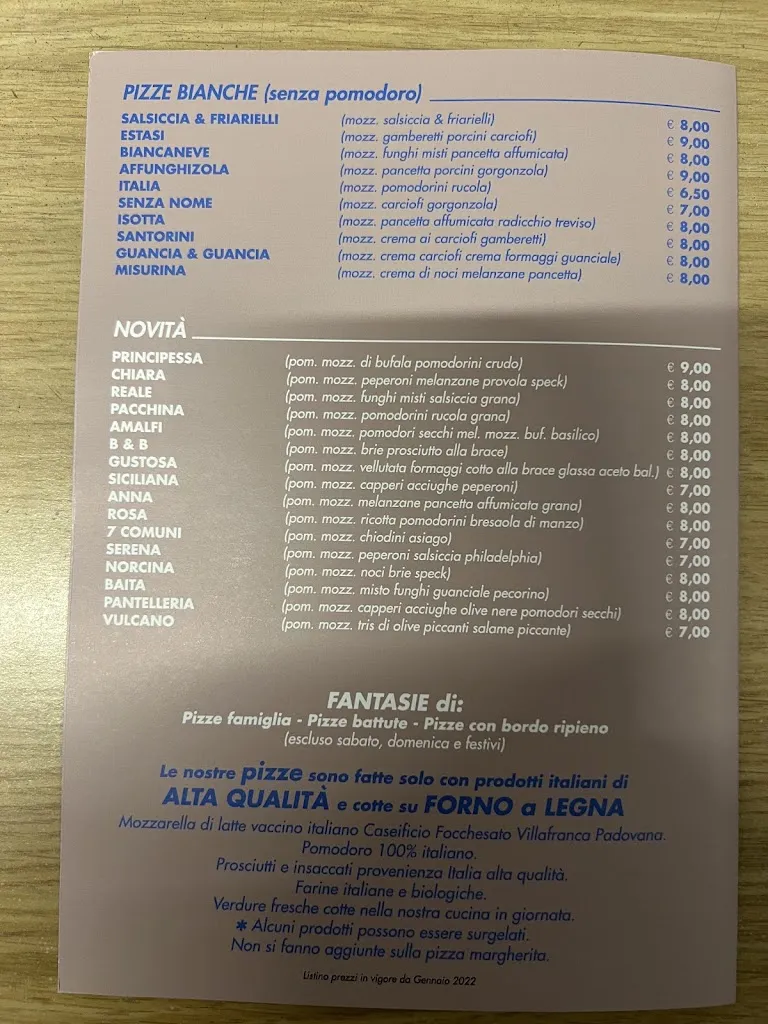 PIZZE BIANCHE (senza pomodoro)
SALSICCIA & FRIARIELLI (mozz. salsiccia & friarielli) € 8,00
ESTASI (mozz. gamberetti porcini carciofi) € 9,00
BIANCANEVE (mozz. funghi misti pancetta affumicata) € 8,00
AFFUNGHIZOLA (mozz. pancetta porcini gorgonzola) € 9,00
ITALIA (mozz. pomodorini rucola) € 6,50
SENZA NOME (mozz. carciofi gorgonzola) € 7,00
ISOTTA (mozz. pancetta affumicata radicchio treviso) € 8,00
SANTORINI (mozz. crema ai carciofi gamberetti) € 8,00
GUANCIA & GUANCIA (mozz. crema carciofi crema formaggi guanciale) € 8,00
MISURINA (mozz. crema di noci melanzane pancetta) € 8,00
NOVITÀ
PRINCIPESSA (pom. mozz. di bufala pomodorini crudo) € 9,00
CHIARA (pom. mozz. peperoni melanzane provola speck) € 8,00
REALE (pom. mozz. funghi misti salsiccia grana) € 8,00
PACCHINA (pom. mozz. pomodorini rucola grana) € 8,00
AMALFI (pom. mozz. pomodori secchi mel. mozz. buf. basilico) € 8,00
B & B (pom. mozz. brie prosciutto alla brace) € 8,00
GUSTOSA (pom. mozz. vellutata formaggi cotto alla brace glassa aceto bal.) € 8,00
SICILIANA (pom. mozz. capperi acciughe peperoni) € 7,00
ANNA (pom. mozz. melanzane pancetta affumicata grana) € 8,00
ROSA (pom. mozz. ricotta pomodorini bresaola di manzo) € 8,00
7 COMUNI (pom. mozz. chiodini asiago) € 7,00
SERENA (pom. mozz. peperoni salsiccia philadelphia) € 7,00
NORCINA (pom. mozz. noci brie speck) € 8,00
BAITA (pom. mozz. misto funghi guanciale pecorino) € 8,00
PANTELLERIA (pom. mozz. capperi acciughe olive nere pomodori secchi) € 8,00
VULCANO (pom. mozz. tris di olive piccanti salame piccante) € 7,00
FANTASIE di:
Pizze famiglia - Pizze battute - Pizze con bordo ripieno
(escluso sabato, domenica e festivi)
Le nostre pizze sono fatte solo con prodotti italiani di
ALTA QUALITÀ e cotte su FORNO a LEGNA
Mozzarella di latte vaccino italiano Caseificio Focchesato Villafranca Padovana.
Pomodoro 100% italiano.
Prosciutti e insaccati provenienza Italia alta qualità.
Farine italiane e biologiche.
Verdure fresche cotte nella nostra cucina in giornata.
✱ Alcuni prodotti possono essere surgelati.
Non si fanno aggiunte sulla pizza margherita.
Listino prezzi in vigore da Gennaio 2022